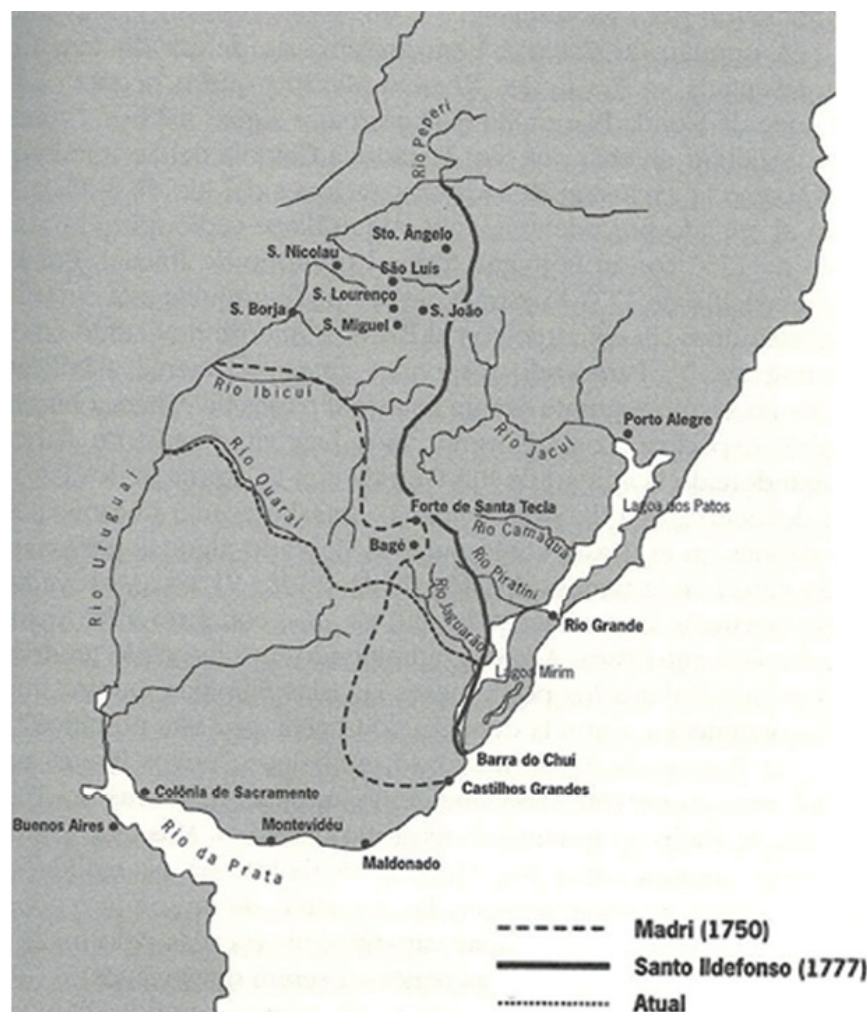 Rio Peperi
Sto. Ângelo
S. Nicolau
São Luís
S. Lourenço
S. João
S. Borja
S. Miguel
Rio Ibicuí
Rio Jacuí
Porto Alegre
Rio Quaraí
Rio Uruguai
Forte de Santa Tecla
Lagoa dos Patos
Rio Camaquã
Bagé
Rio Piratini
Rio Jaguarão
Rio Grande
Lagoa Mirim
Barra do Chuí
Castilhos Grandes
Colônia de Sacramento
Buenos Aires
Montevidéu
Rio da Prata
Maldonado
Madri (1750)
Santo Ildefonso (1777)
Atual